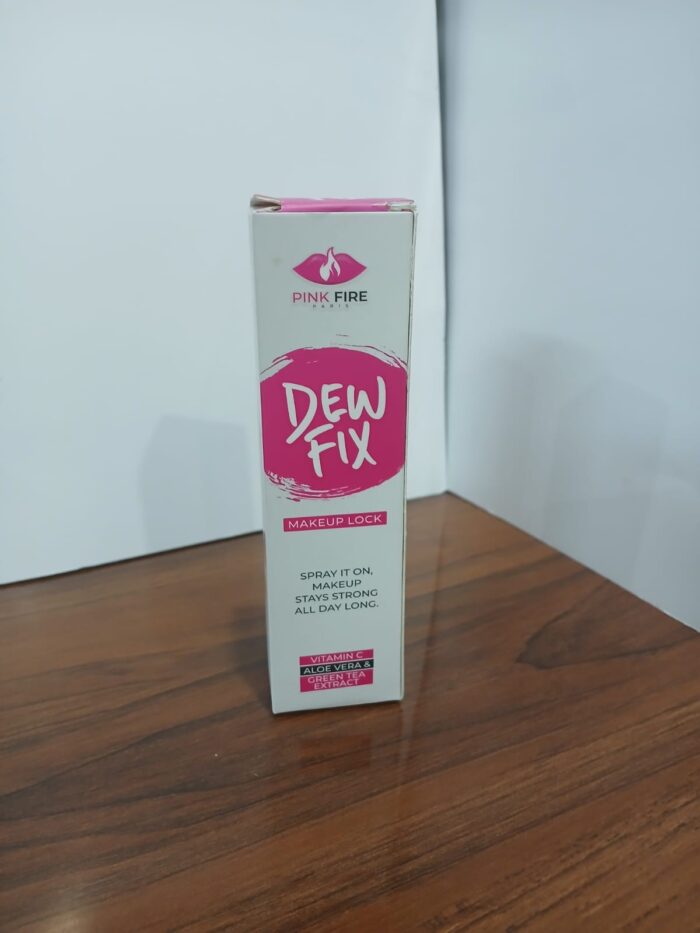 PINK FIRE
PARIS
DEW
FIX
MAKEUP LOCK
SPRAY IT ON,
MAKEUP
STAYS STRONG
ALL DAY LONG.
VITAMIN C
ALOE VERA &
GREEN TEA
EXTRACT